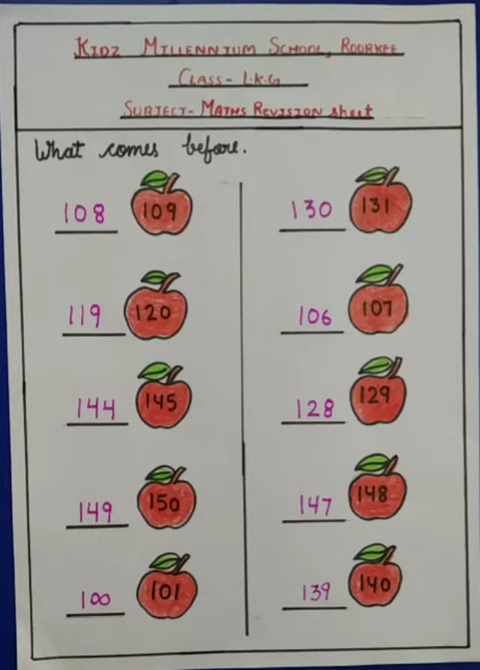 KIDZ MILLENNIUM SCHOOL, ROORKEE
CLASS- L.K.G
SUBJECT- MATHS REVISION sheet
What comes before.
108 109
130 131
119 120
106 107
144 145
128 129
149 150
147 148
100 101
139 140